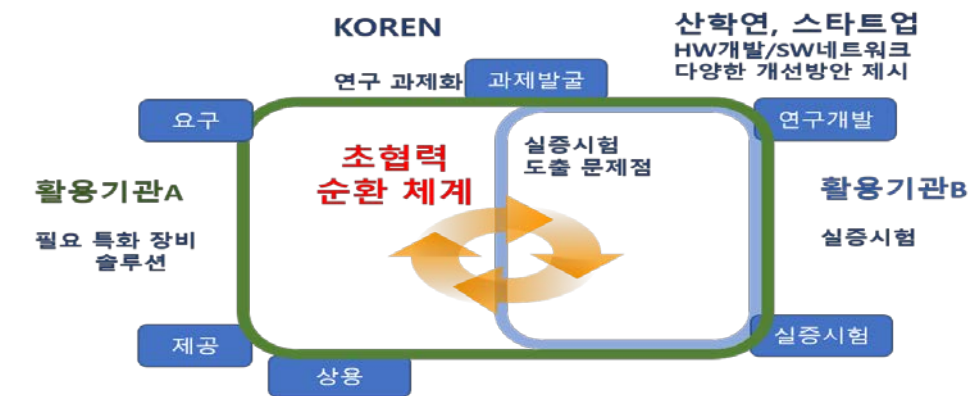 KOREN
산학연, 스타트업
HW개발/SW네트워크
다양한 개선방안 제시
연구 과제화
과제발굴
요구
연구개발
초협력
순환 체계
실증시험
도출 문제점
활용기관A
필요 특화 장비
솔루션
활용기관B
실증시험
제공
상용
실증시험